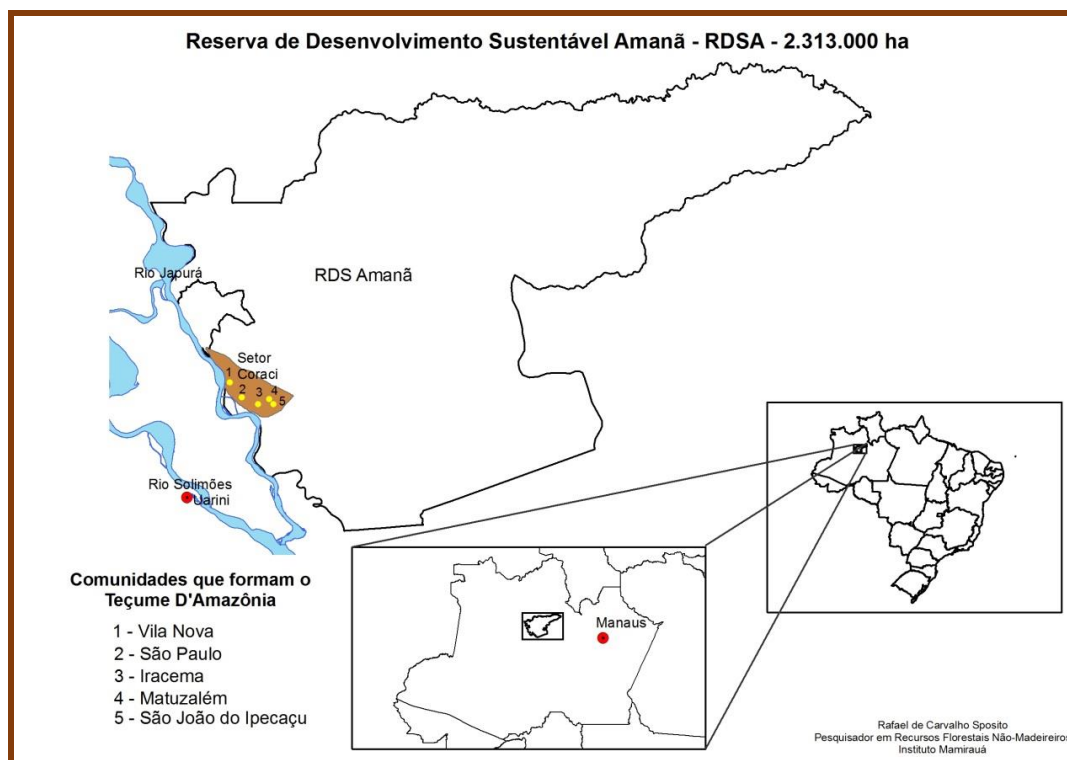 Reserva de Desenvolvimento Sustentável Amanã - RDSA - 2.313.000 ha
Rio Japurá
RDS Amanã
Setor
Coraci
1
2
3
4
5
Rio Solimões
Uarini
Comunidades que formam o
Teçume D'Amazônia
1 - Vila Nova
2 - São Paulo
3 - Iracema
4 - Matuzalém
5 - São João do Ipecaçu
Manaus
Rafael de Carvalho Sposito
Pesquisador em Recursos Florestais Não-Madeireiros
Instituto Mamirauá